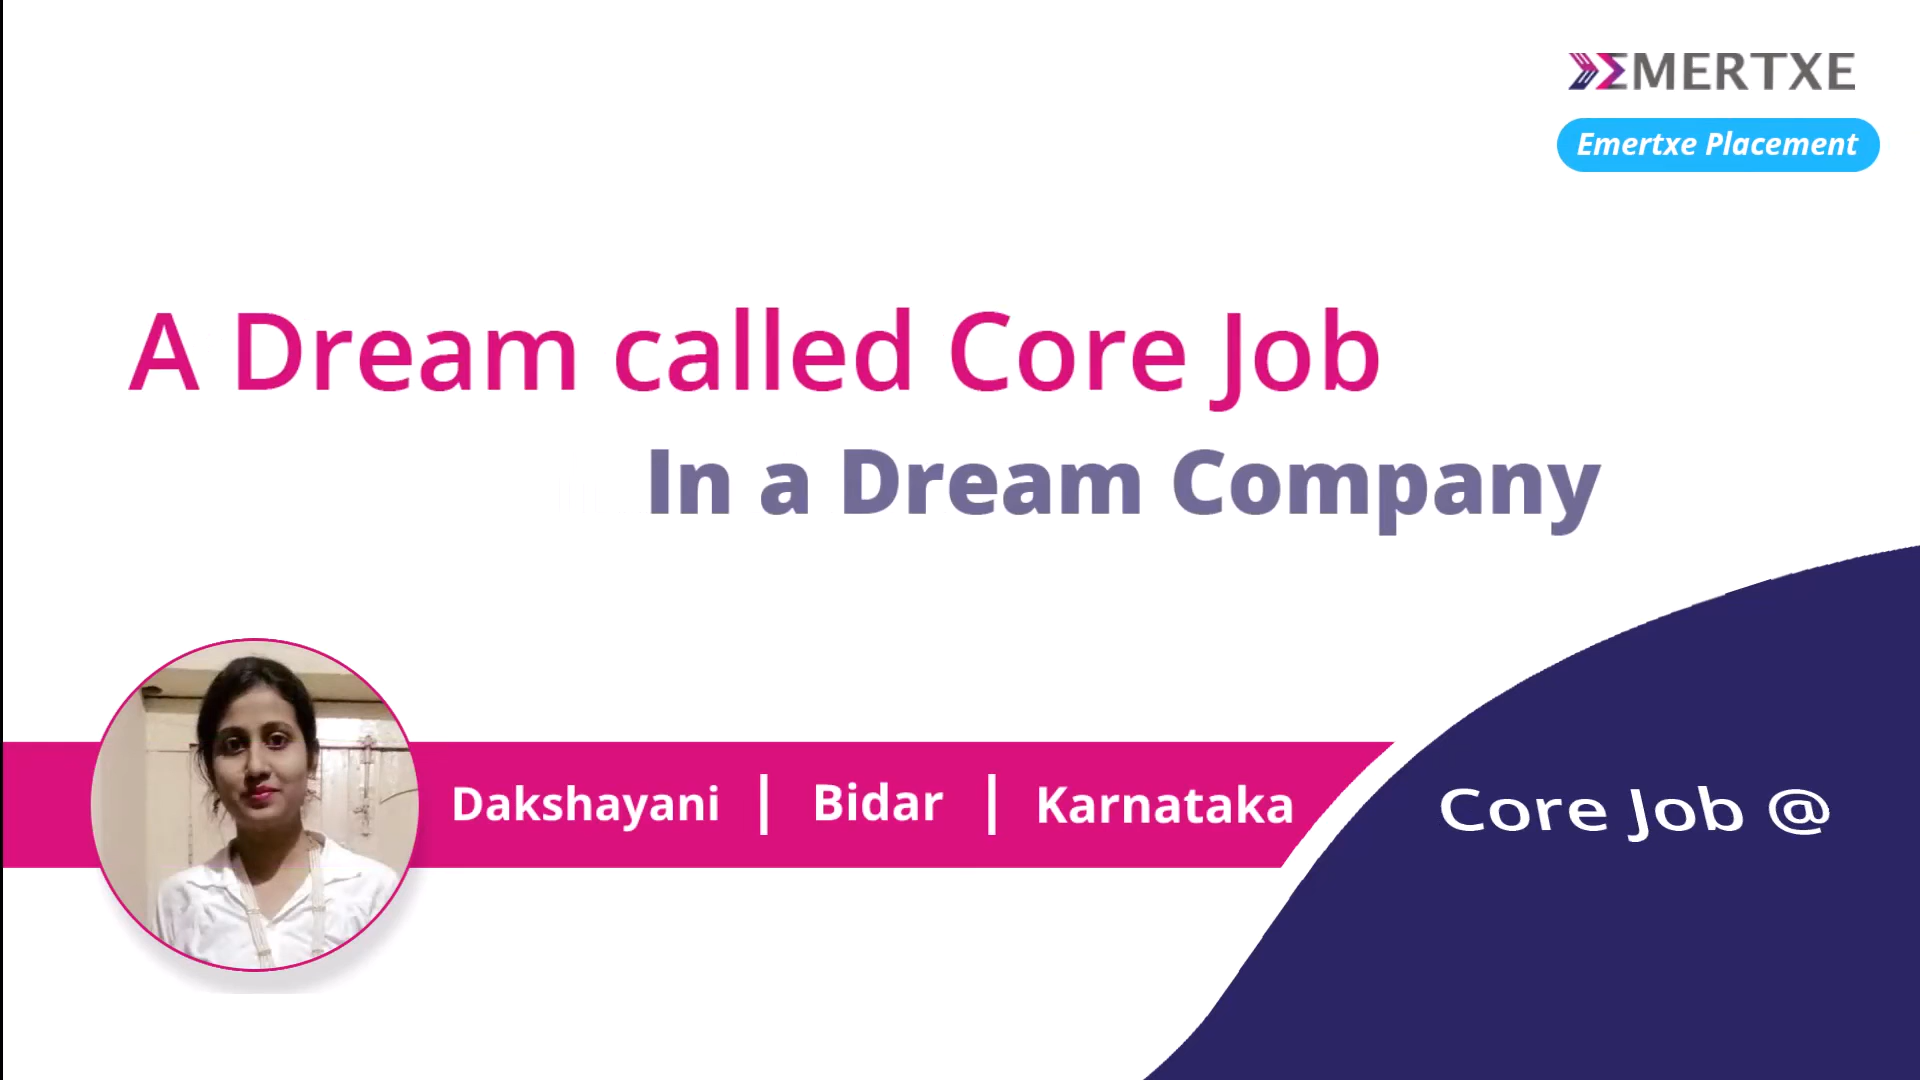 EMERTXE
Emertxe Placement
A Dream called Core Job
In a Dream Company
Dakshayani | Bidar | Karnataka
Core Job @